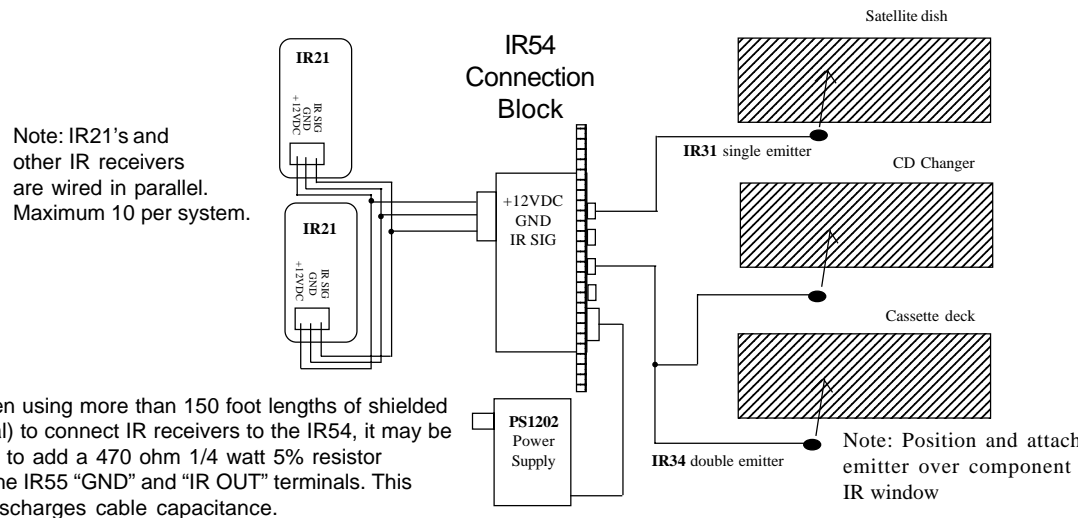 Satellite dish
IR54
Connection
Block
IR21
+12VDC
GND
IR SIG
Note: IR21's and
other IR receivers
are wired in parallel.
Maximum 10 per system.
IR31 single emitter
CD Changer
+12VDC
GND
IR SIG
IR21
+12VDC
GND
IR SIG
Cassette deck
en using more than 150 foot lengths of shielded
al) to connect IR receivers to the IR54, it may be
to add a 470 ohm 1/4 watt 5% resistor
he IR55 “GND” and “IR OUT” terminals. This
scharges cable capacitance.
PS1202
Power
Supply
IR34 double emitter
Note: Position and attach
emitter over component
IR window